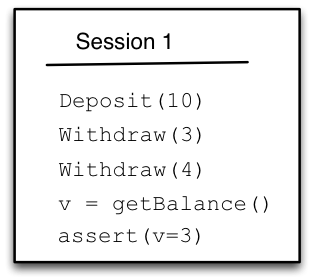 Session 1
Deposit(10)
Withdraw(3)
Withdraw(4)
v = getBalance()
assert(v=3)